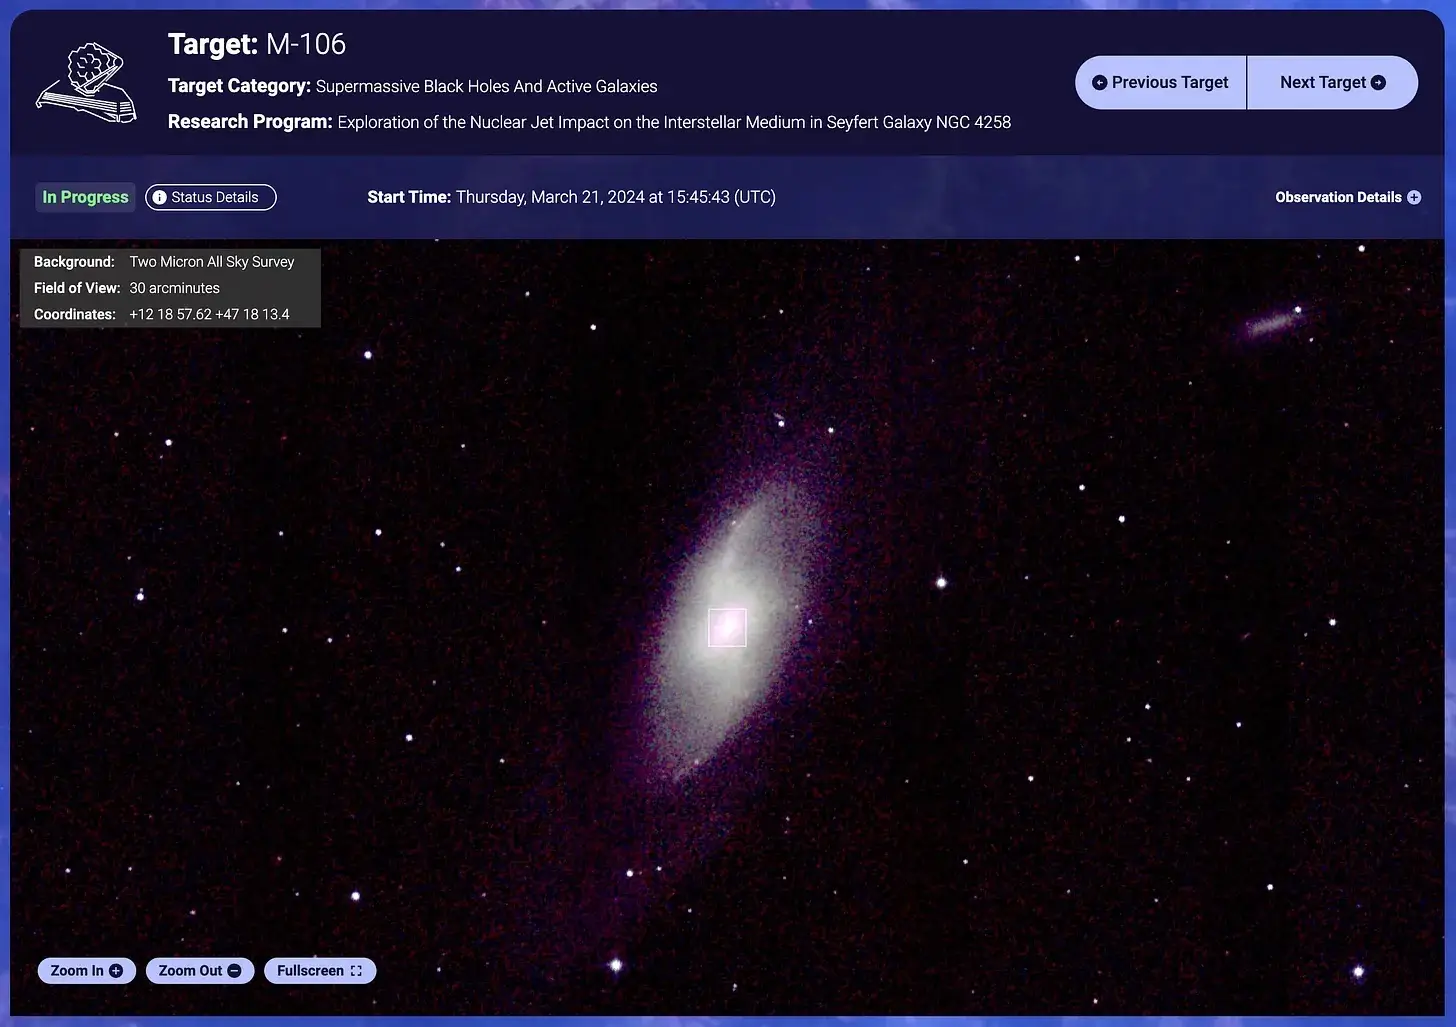 Target: M-106
Target Category: Supermassive Black Holes And Active Galaxies
Research Program: Exploration of the Nuclear Jet Impact on the Interstellar Medium in Seyfert Galaxy NGC 4258
Previous Target
Next Target
In Progress
Status Details
Start Time: Thursday, March 21, 2024 at 15:45:43 (UTC)
Observation Details
Background: Two Micron All Sky Survey
Field of View: 30 arcminutes
Coordinates: +12 18 57.62 +47 18 13.4
Zoom In
Zoom Out
Fullscreen